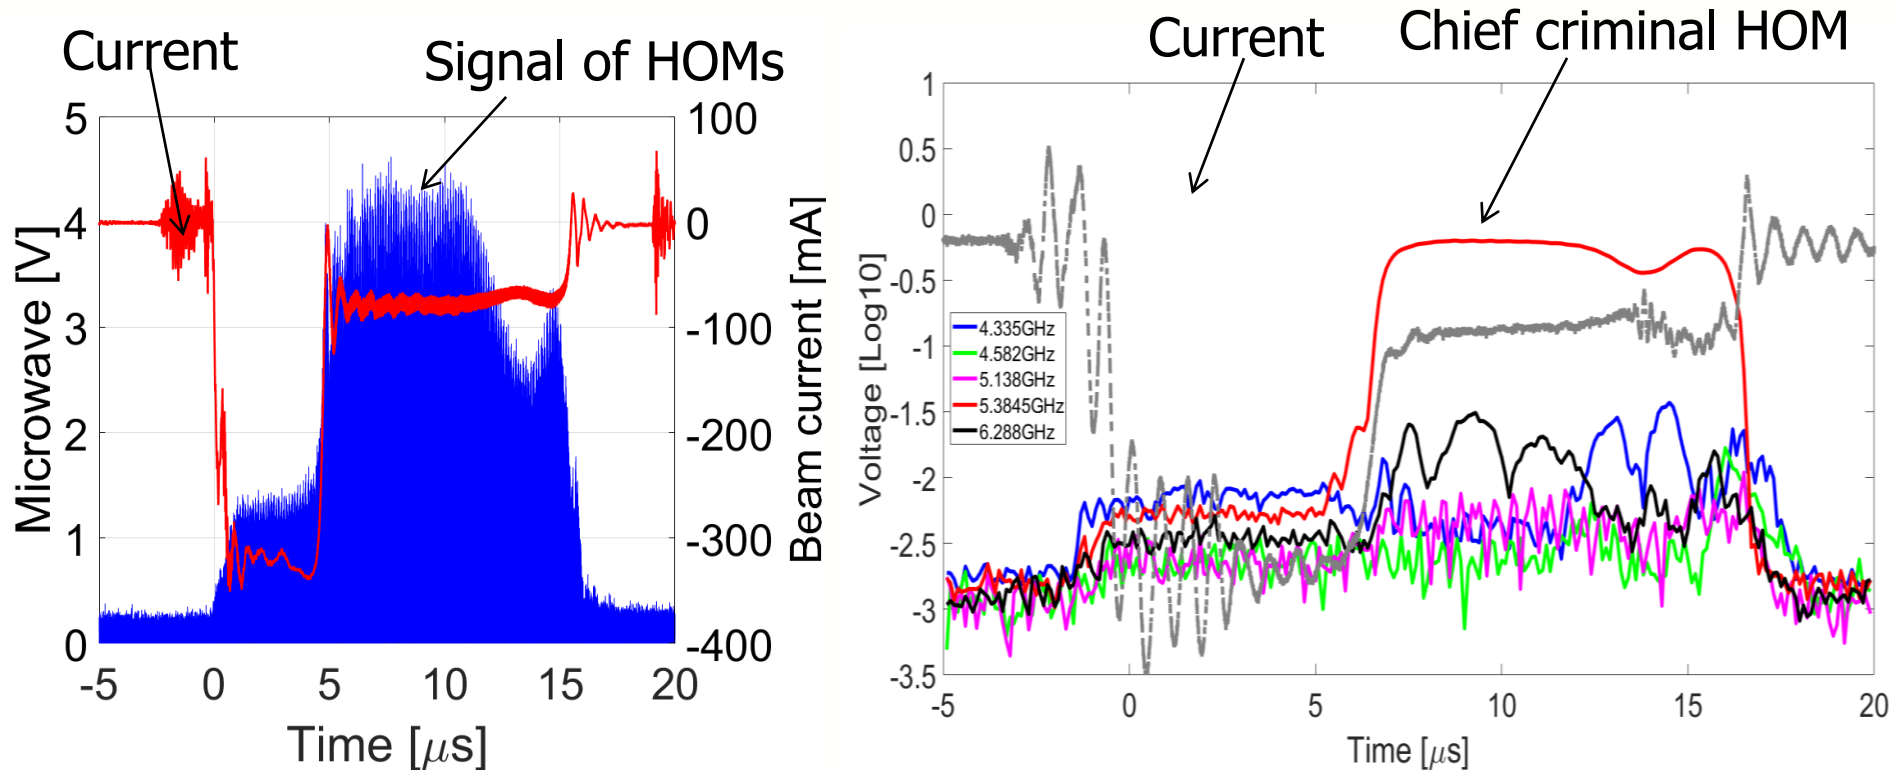 Current
Signal of HOMs
5
4
3
2
1
0
Microwave [V]
100
0
-100
-200
-300
-400
Beam current [mA]
-5
0
5
10
15
20
Time [μs]
Current
Chief criminal HOM
1
0.5
0
-0.5
-1
-1.5
-2
-2.5
-3
-3.5
Voltage [Log10]
4.335GHz
4.582GHz
5.138GHz
5.3845GHz
6.288GHz
-5
0
5
10
15
20
Time [μs]